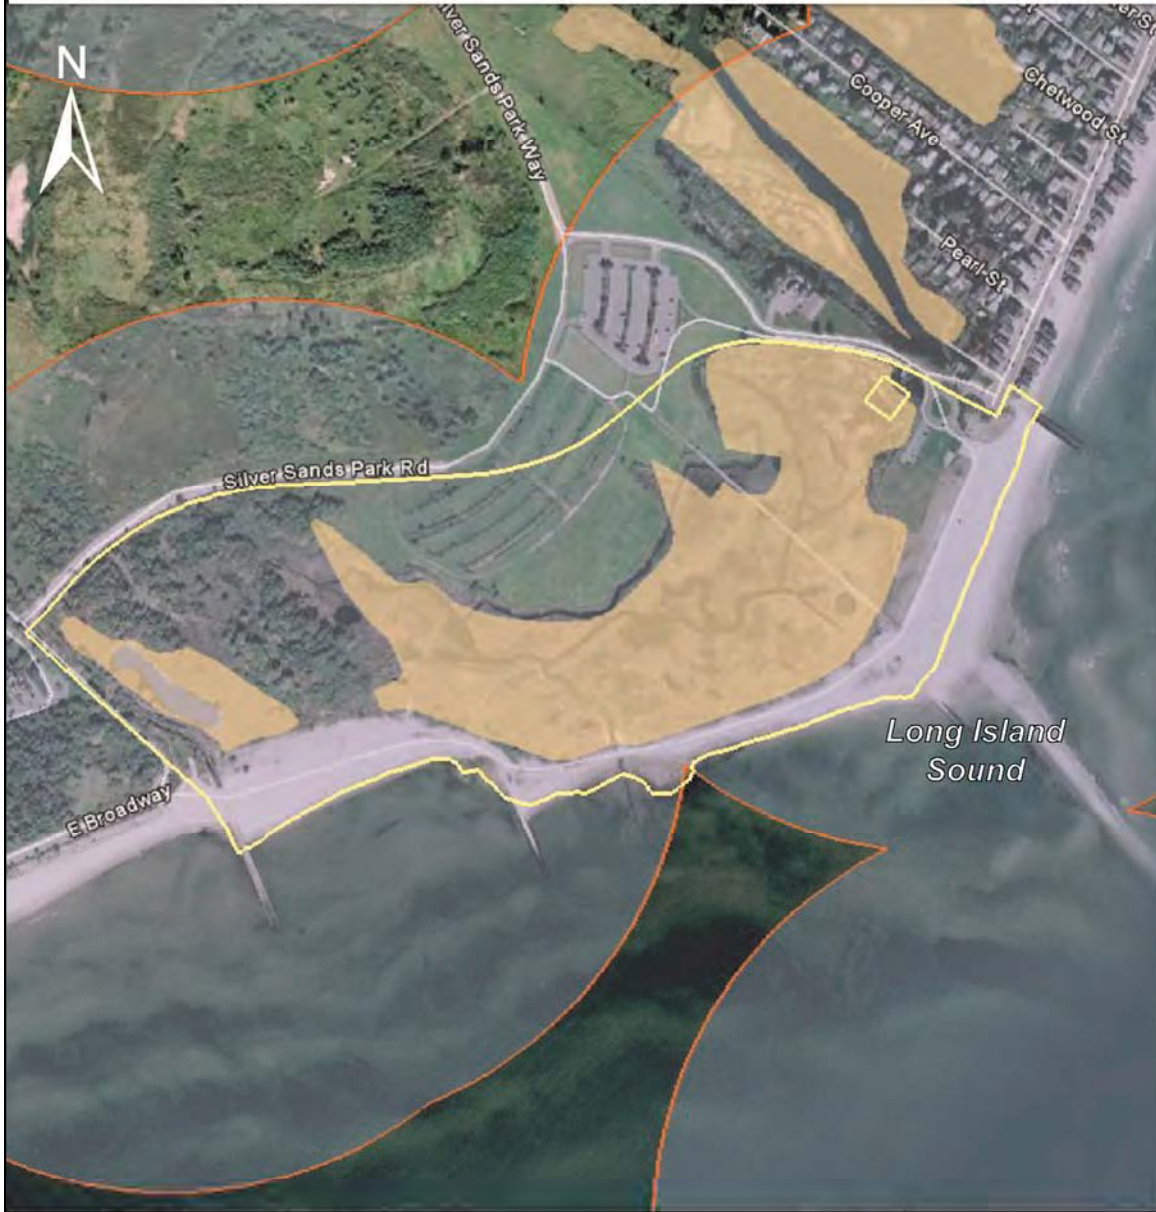 N
Silver Sands Park Way
Cooper Ave
Chetwood St
Pearl St
Silver Sands Park Rd
Long Island
Sound
E Broadway